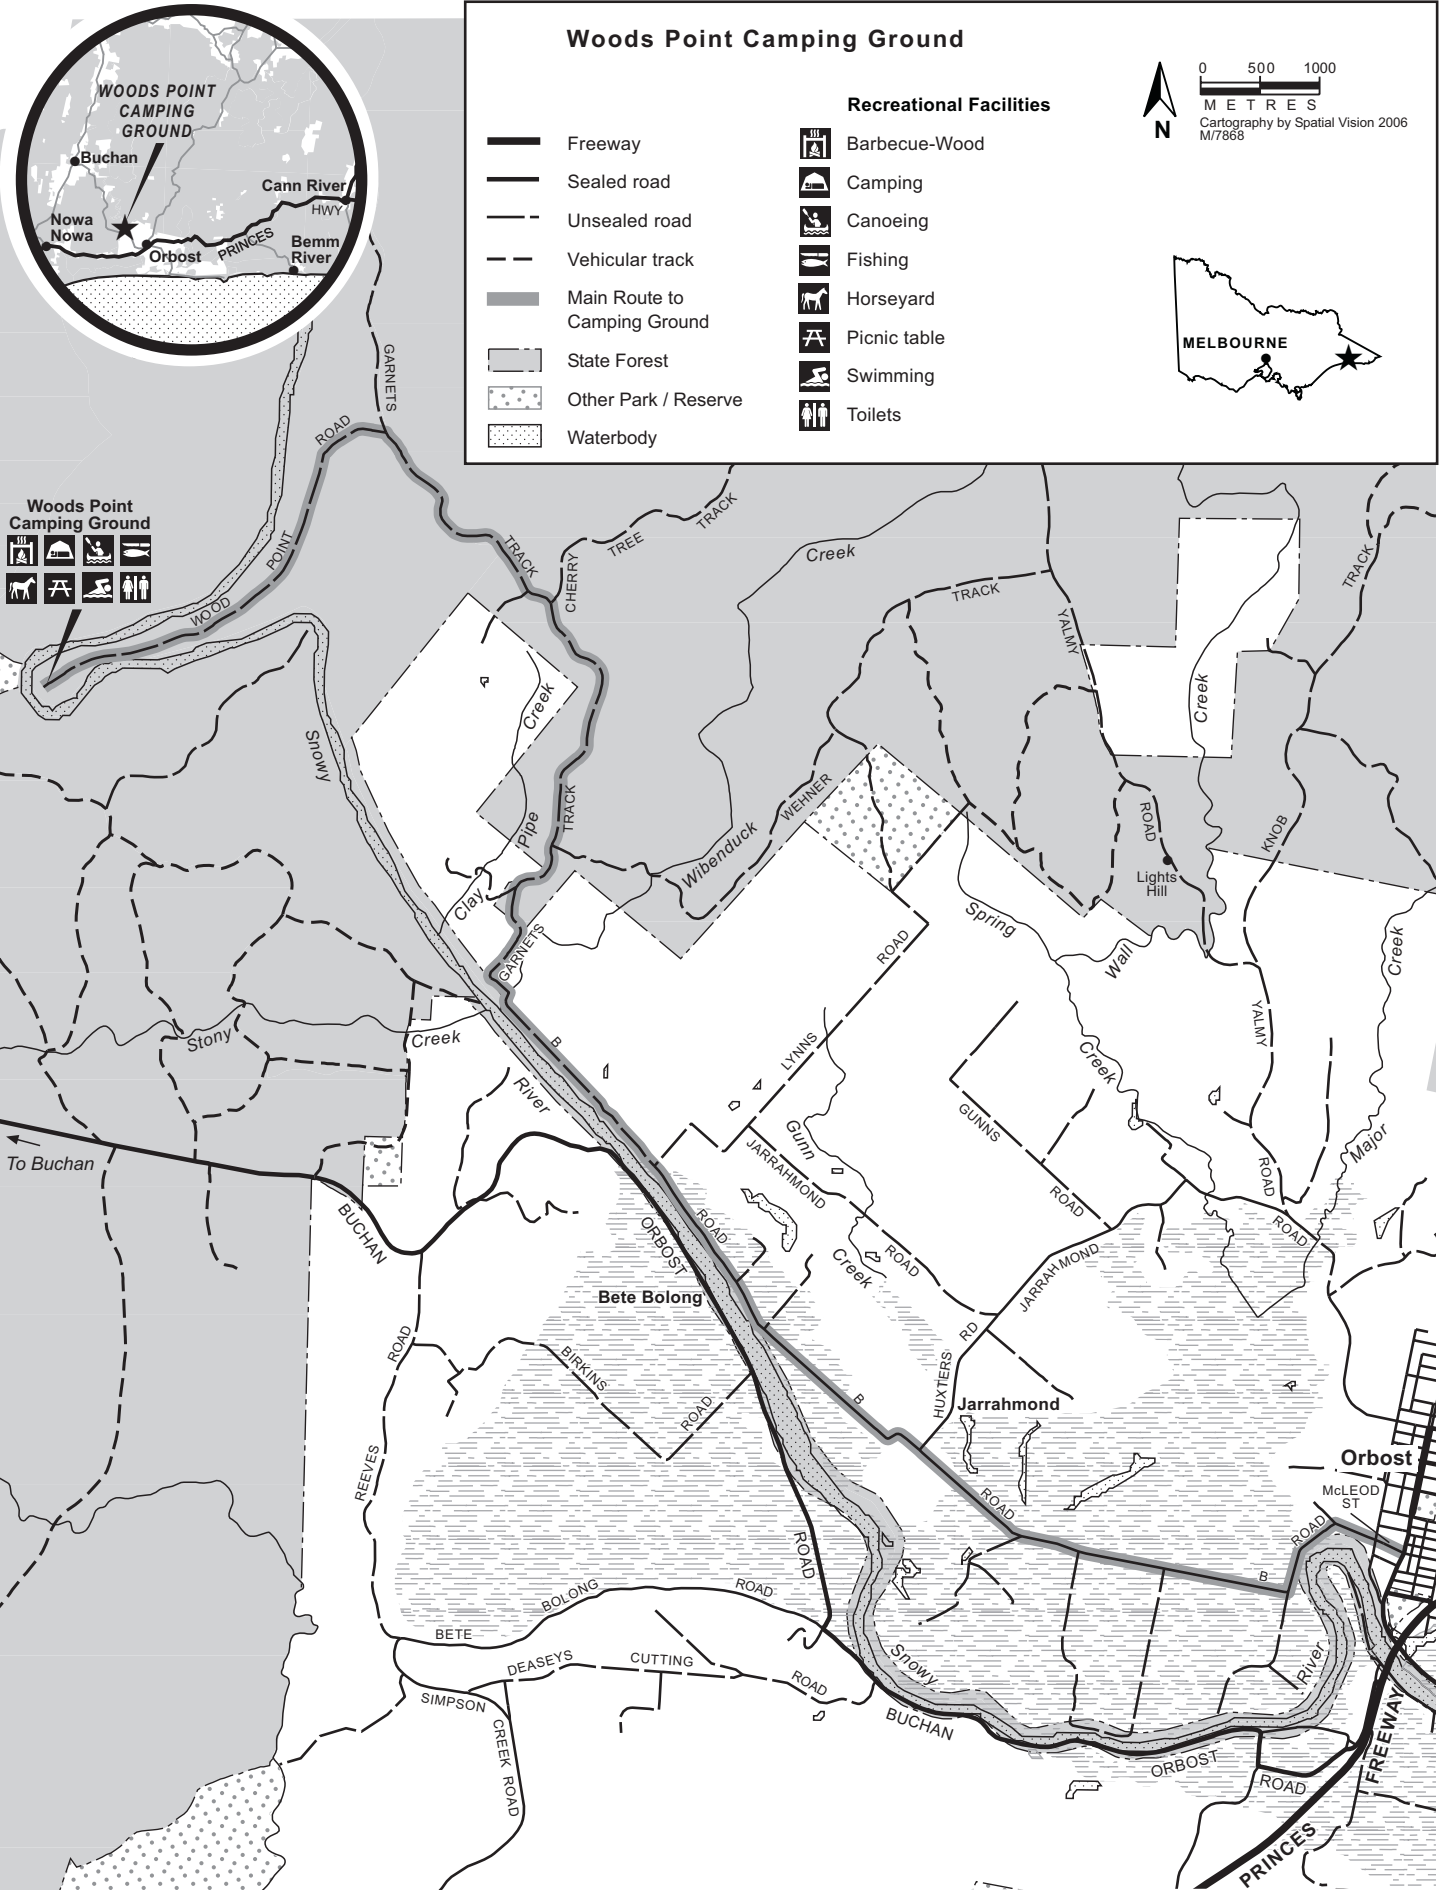 Woods Point Camping Ground
WOODS POINT
CAMPING
GROUND
Buchan
Nowa
Nowa
Orbost
Cann River
HWY
PRINCES
Bemm
River
Freeway
Sealed road
Unsealed road
Vehicular track
Main Route to
Camping Ground
State Forest
Other Park / Reserve
Waterbody
Recreational Facilities
Barbecue-Wood
Camping
Canoeing
Fishing
Horseyard
Picnic table
Swimming
Toilets
N
0 500 1000
METRES
Cartography by Spatial Vision 2006
M/7868
MELBOURNE
GARNETS
ROAD
Woods Point
Camping Ground
POINT
WOOD
TRACK
CHERRY
TREE
TRACK
Creek
TRACK
YALMY
TRACK
Creek
Creek
Snowy
TRACK
Pipe
WEHNER
Wibenduck
ROAD
KNOB
Lights
Hill
Clay
GARNETS
Spring
Wall
ROAD
Creek
Stony
Creek
B
River
LYNNS
Creek
YALMY
GUNNS
Gunn
JARRAHMOND
Major
To Buchan
BUCHAN
ORBOST
ROAD
ROAD
ROAD
ROAD
Creek
ROAD
JARRAHMOND
Bete Bolong
RD
ROAD
BIRKINS
ROAD
B
HUXTERS
Jarrahmond
Orbost
McLEOD
ST
REEVES
ROAD
ROAD
ROAD
B
BOLONG
ROAD
BETE
DEASEYS
CUTTING
ROAD
Snowy
River
SIMPSON
CREEK ROAD
BUCHAN
ORBOST
ROAD
FREEWAY
PRINCES